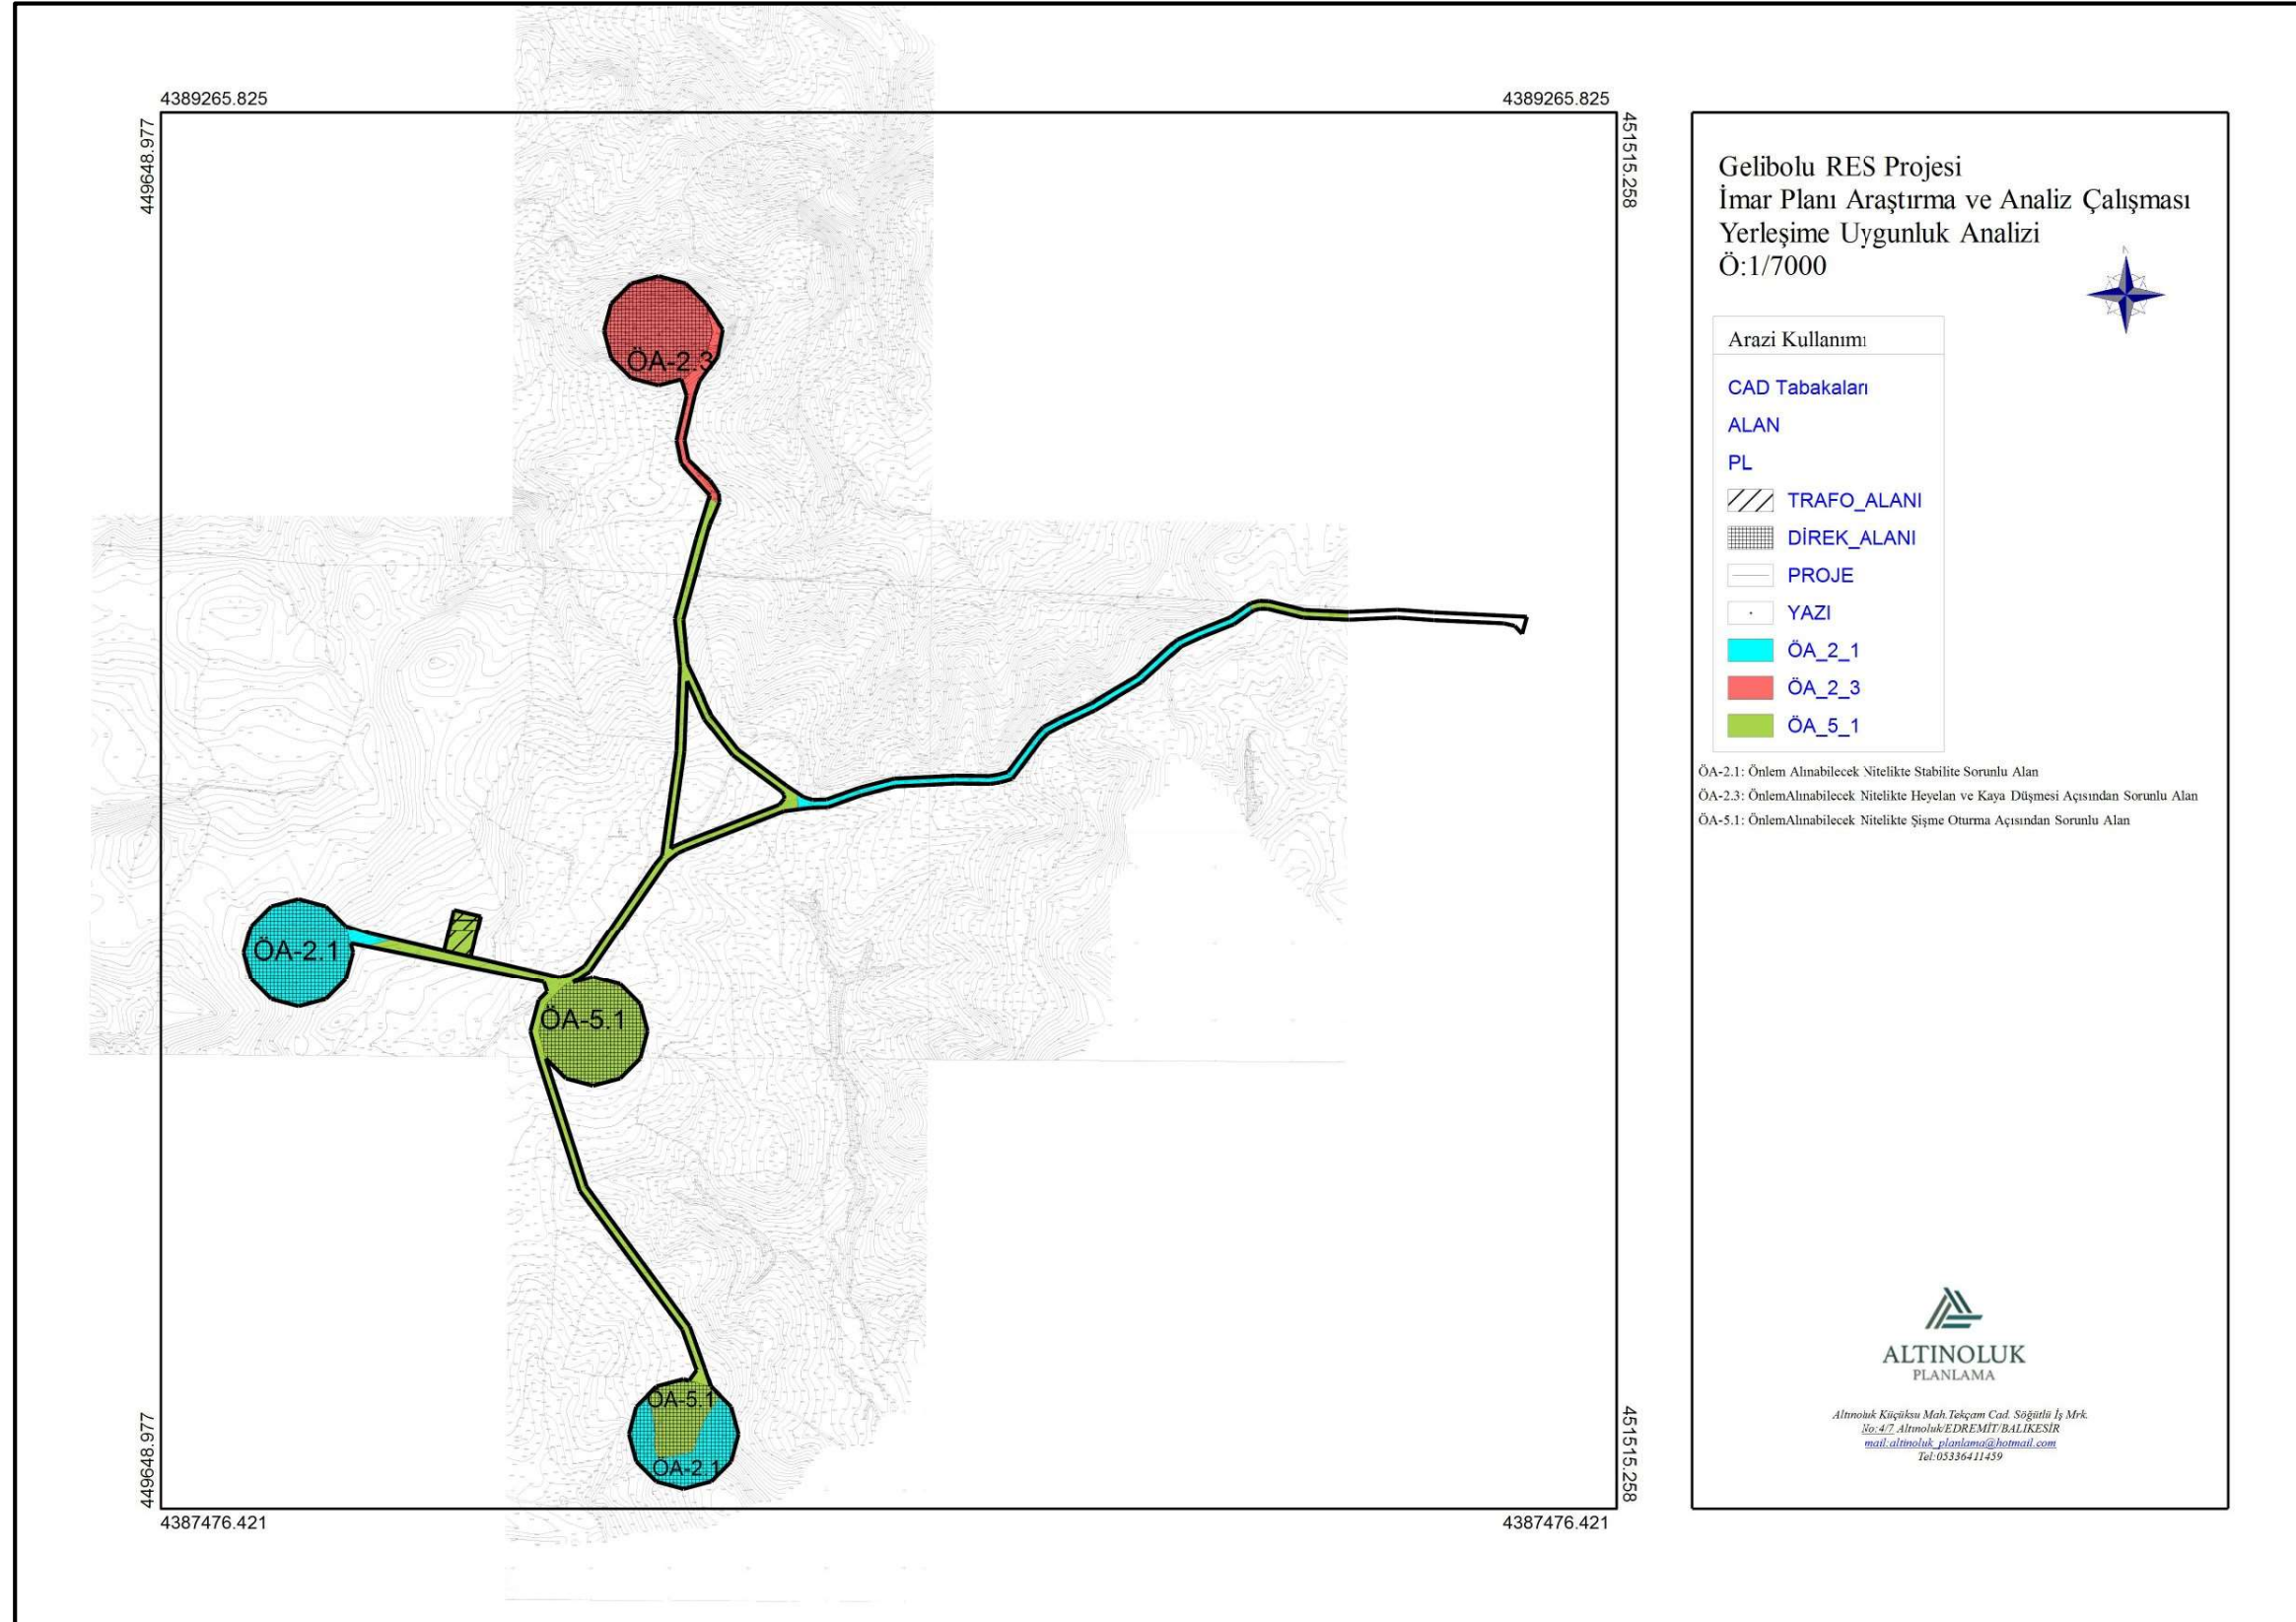 4389265.825
4389265.825
449648.977
451515.258
ÖA-2.3
ÖA-2.1
ÖA-5.1
ÖA-5.1
ÖA-2.1
449648.977
451515.258
4387476.421
4387476.421
Gelibolu RES Projesi
İmar Planı Araştırma ve Analiz Çalışması
Yerleşime Uygunluk Analizi
Ö:1/7000
N
Arazi Kullanımı
CAD Tabakaları
ALAN
PL
TRAFO_ALANI
DİREK_ALANI
PROJE
YAZI
ÖA_2_1
ÖA_2_3
ÖA_5_1
ÖA-2.1: Önlem Alınabilecek Nitelikte Stabilite Sorunlu Alan
ÖA-2.3: ÖnlemAlınabilecek Nitelikte Heyelan ve Kaya Düşmesi Açısından Sorunlu Alan
ÖA-5.1: ÖnlemAlınabilecek Nitelikte Şişme Oturma Açısından Sorunlu Alan
ALTINOLUK
PLANLAMA
Altınoluk Küçüksu Mah.Tekçam Cad. Söğütlü İş Mrk.
No:4/7 Altınoluk/EDREMİT/BALIKESİR
mail:altinoluk_planlama@hotmail.com
Tel:05336411459